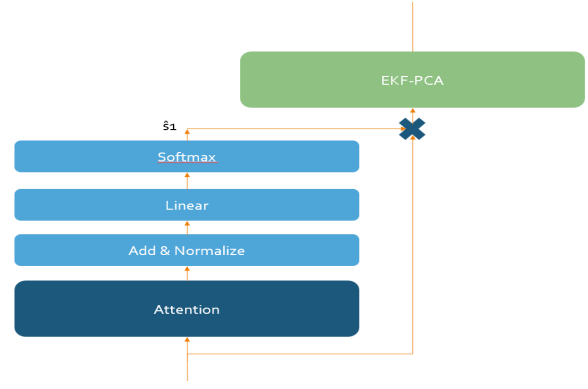 EKF-PCA
ŝ1
Softmax
Linear
Add & Normalize
Attention